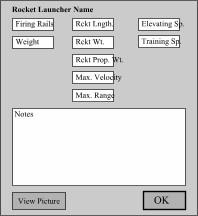 Rocket Launcher Name
Firing Rails Rckt Lngth. Elevating Sp.
Weight Rckt Wt. Training Sp.
Rckt Prop. Wt.
Max. Velocity
Max. Range
Notes
View Picture OK